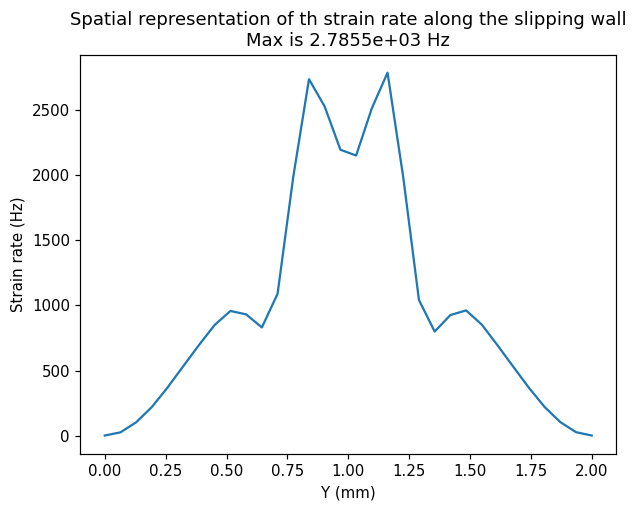 Spatial representation of th strain rate along the slipping wall
Max is 2.7855e+03 Hz
Strain rate (Hz)
2500
2000
1500
1000
500
0
0.00 0.25 0.50 0.75 1.00 1.25 1.50 1.75 2.00
Y (mm)